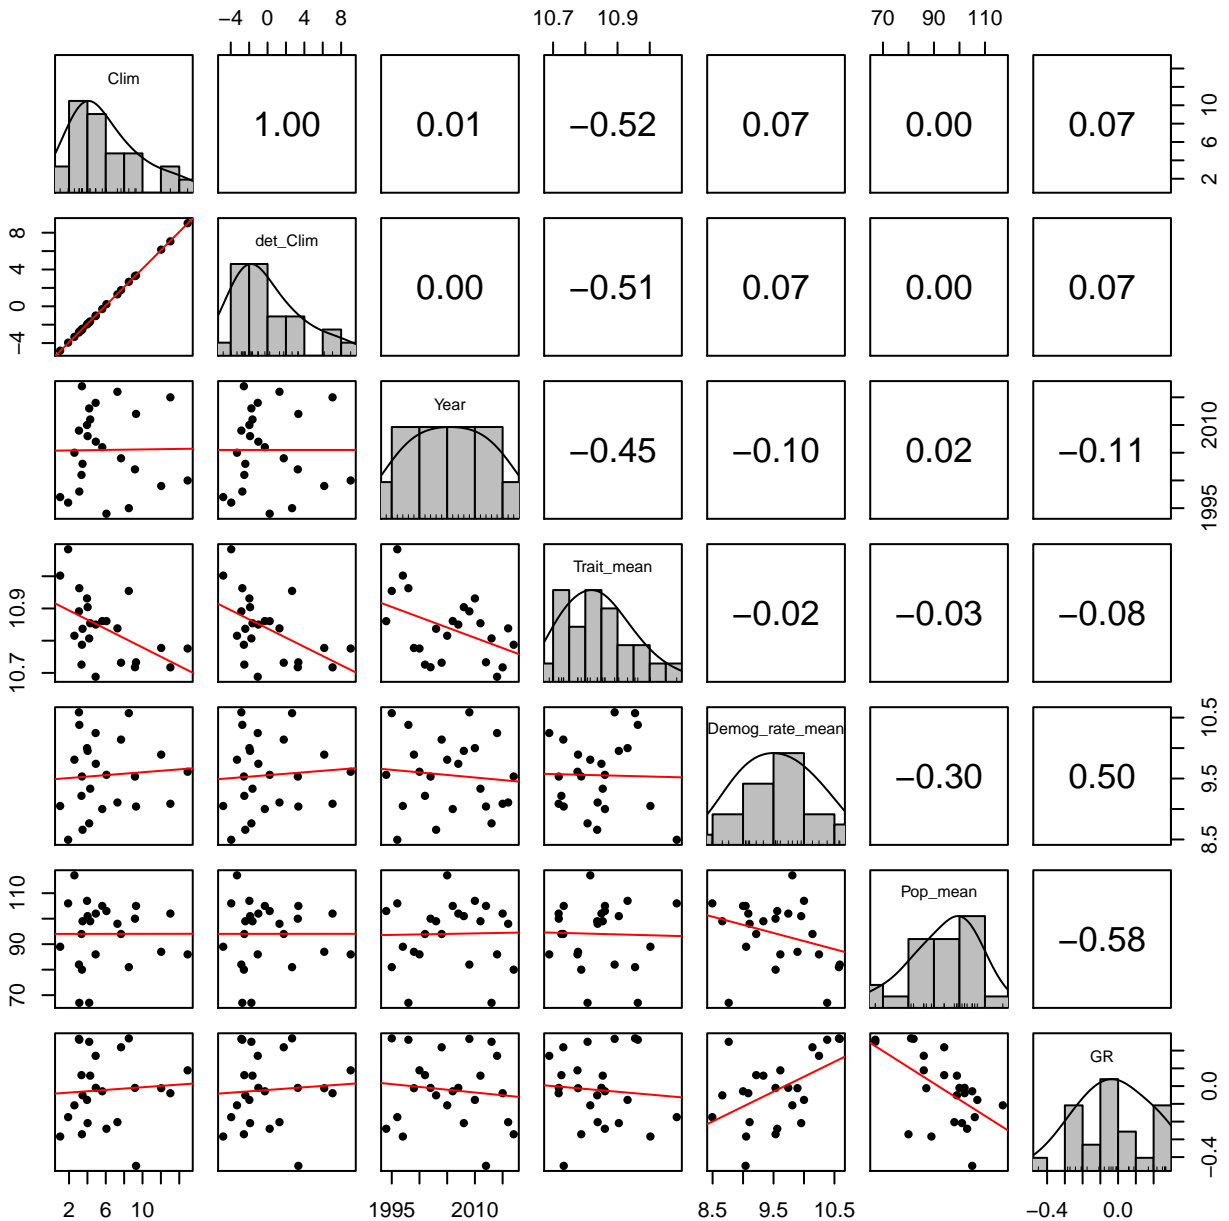 −4 0 4 8 10.7 10.9 70 90 110
Clim 1.00 0.01 −0.52 0.07 0.00 0.07 2 6 10
−4 0 4 8 det_Clim 0.00 −0.51 0.07 0.00 0.07
Year −0.45 −0.10 0.02 −0.11 1995 2010
10.7 10.9 Trait_mean −0.02 −0.03 −0.08
Demog_rate_mean −0.30 0.50 8.5 9.5 10.5
70 90 110 Pop_mean −0.58
GR −0.4 0.0
2 6 10 1995 2010 8.5 9.5 10.5 −0.4 0.0